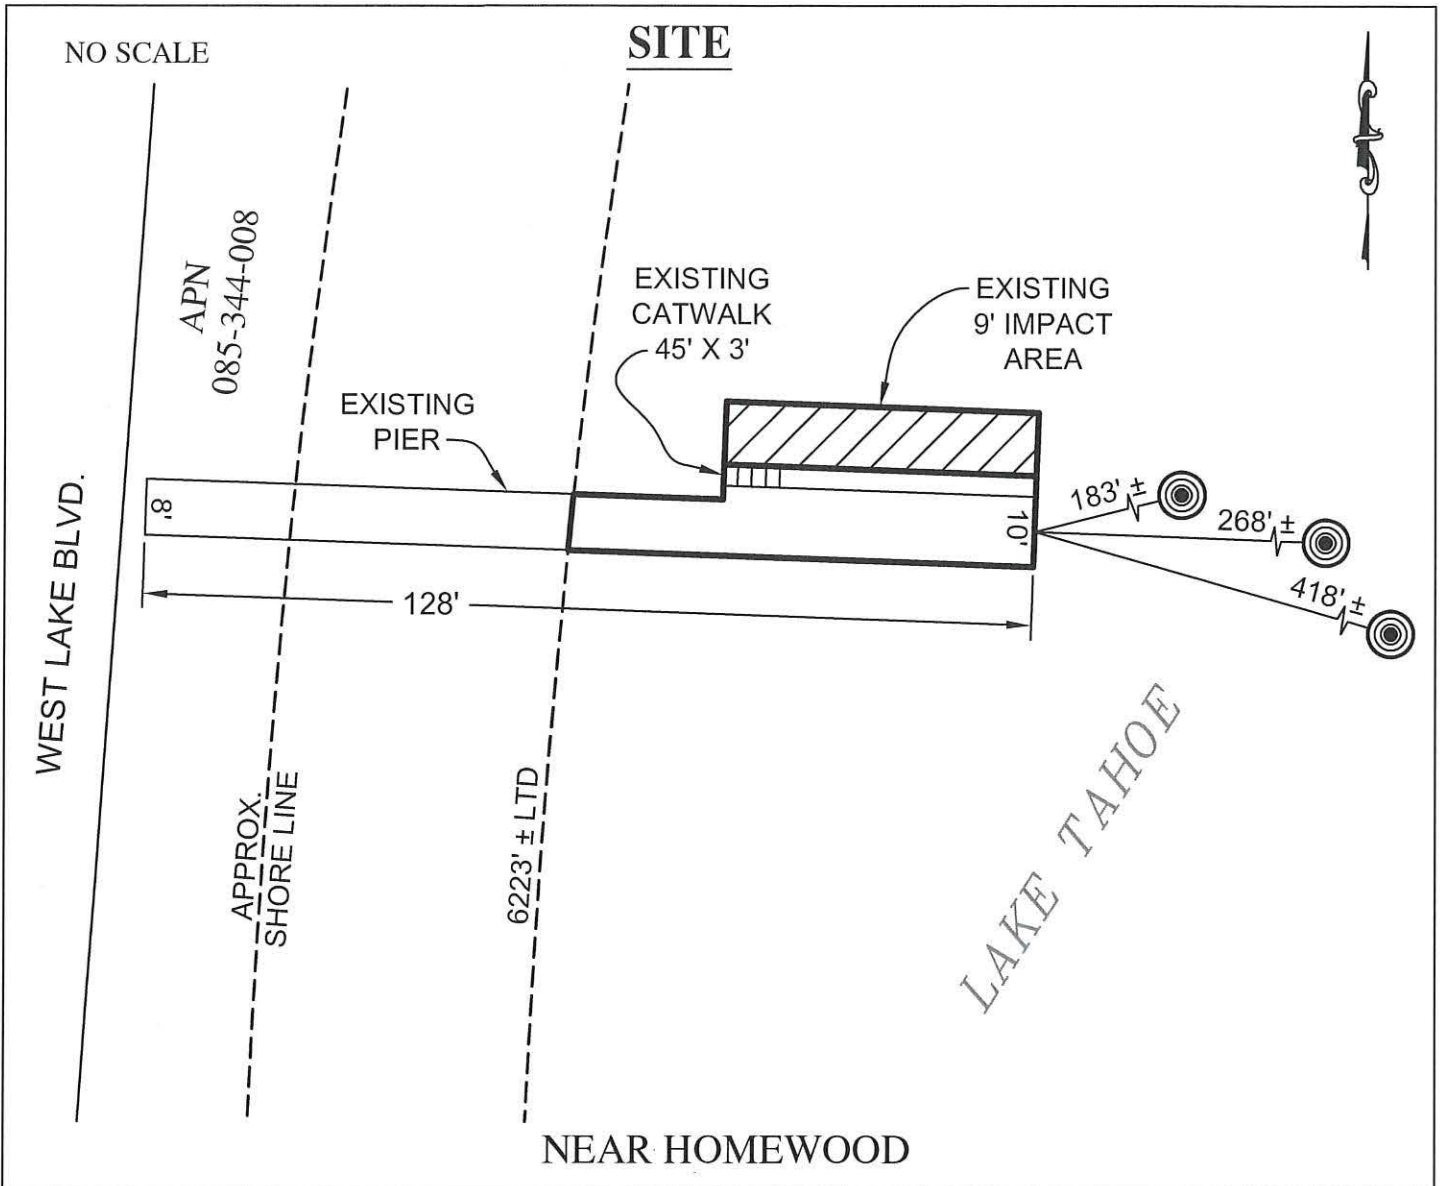 NO SCALE
SITE
APN
085-344-008
EXISTING
CATWALK
45' X 3'
EXISTING
9' IMPACT
AREA
EXISTING
PIER
8'
10'
183' ±
268' ±
418' ±
128'
WEST LAKE BLVD.
APPROX.
SHORE LINE
6223' ± LTD
LAKE TAHOE
NEAR HOMEWOOD